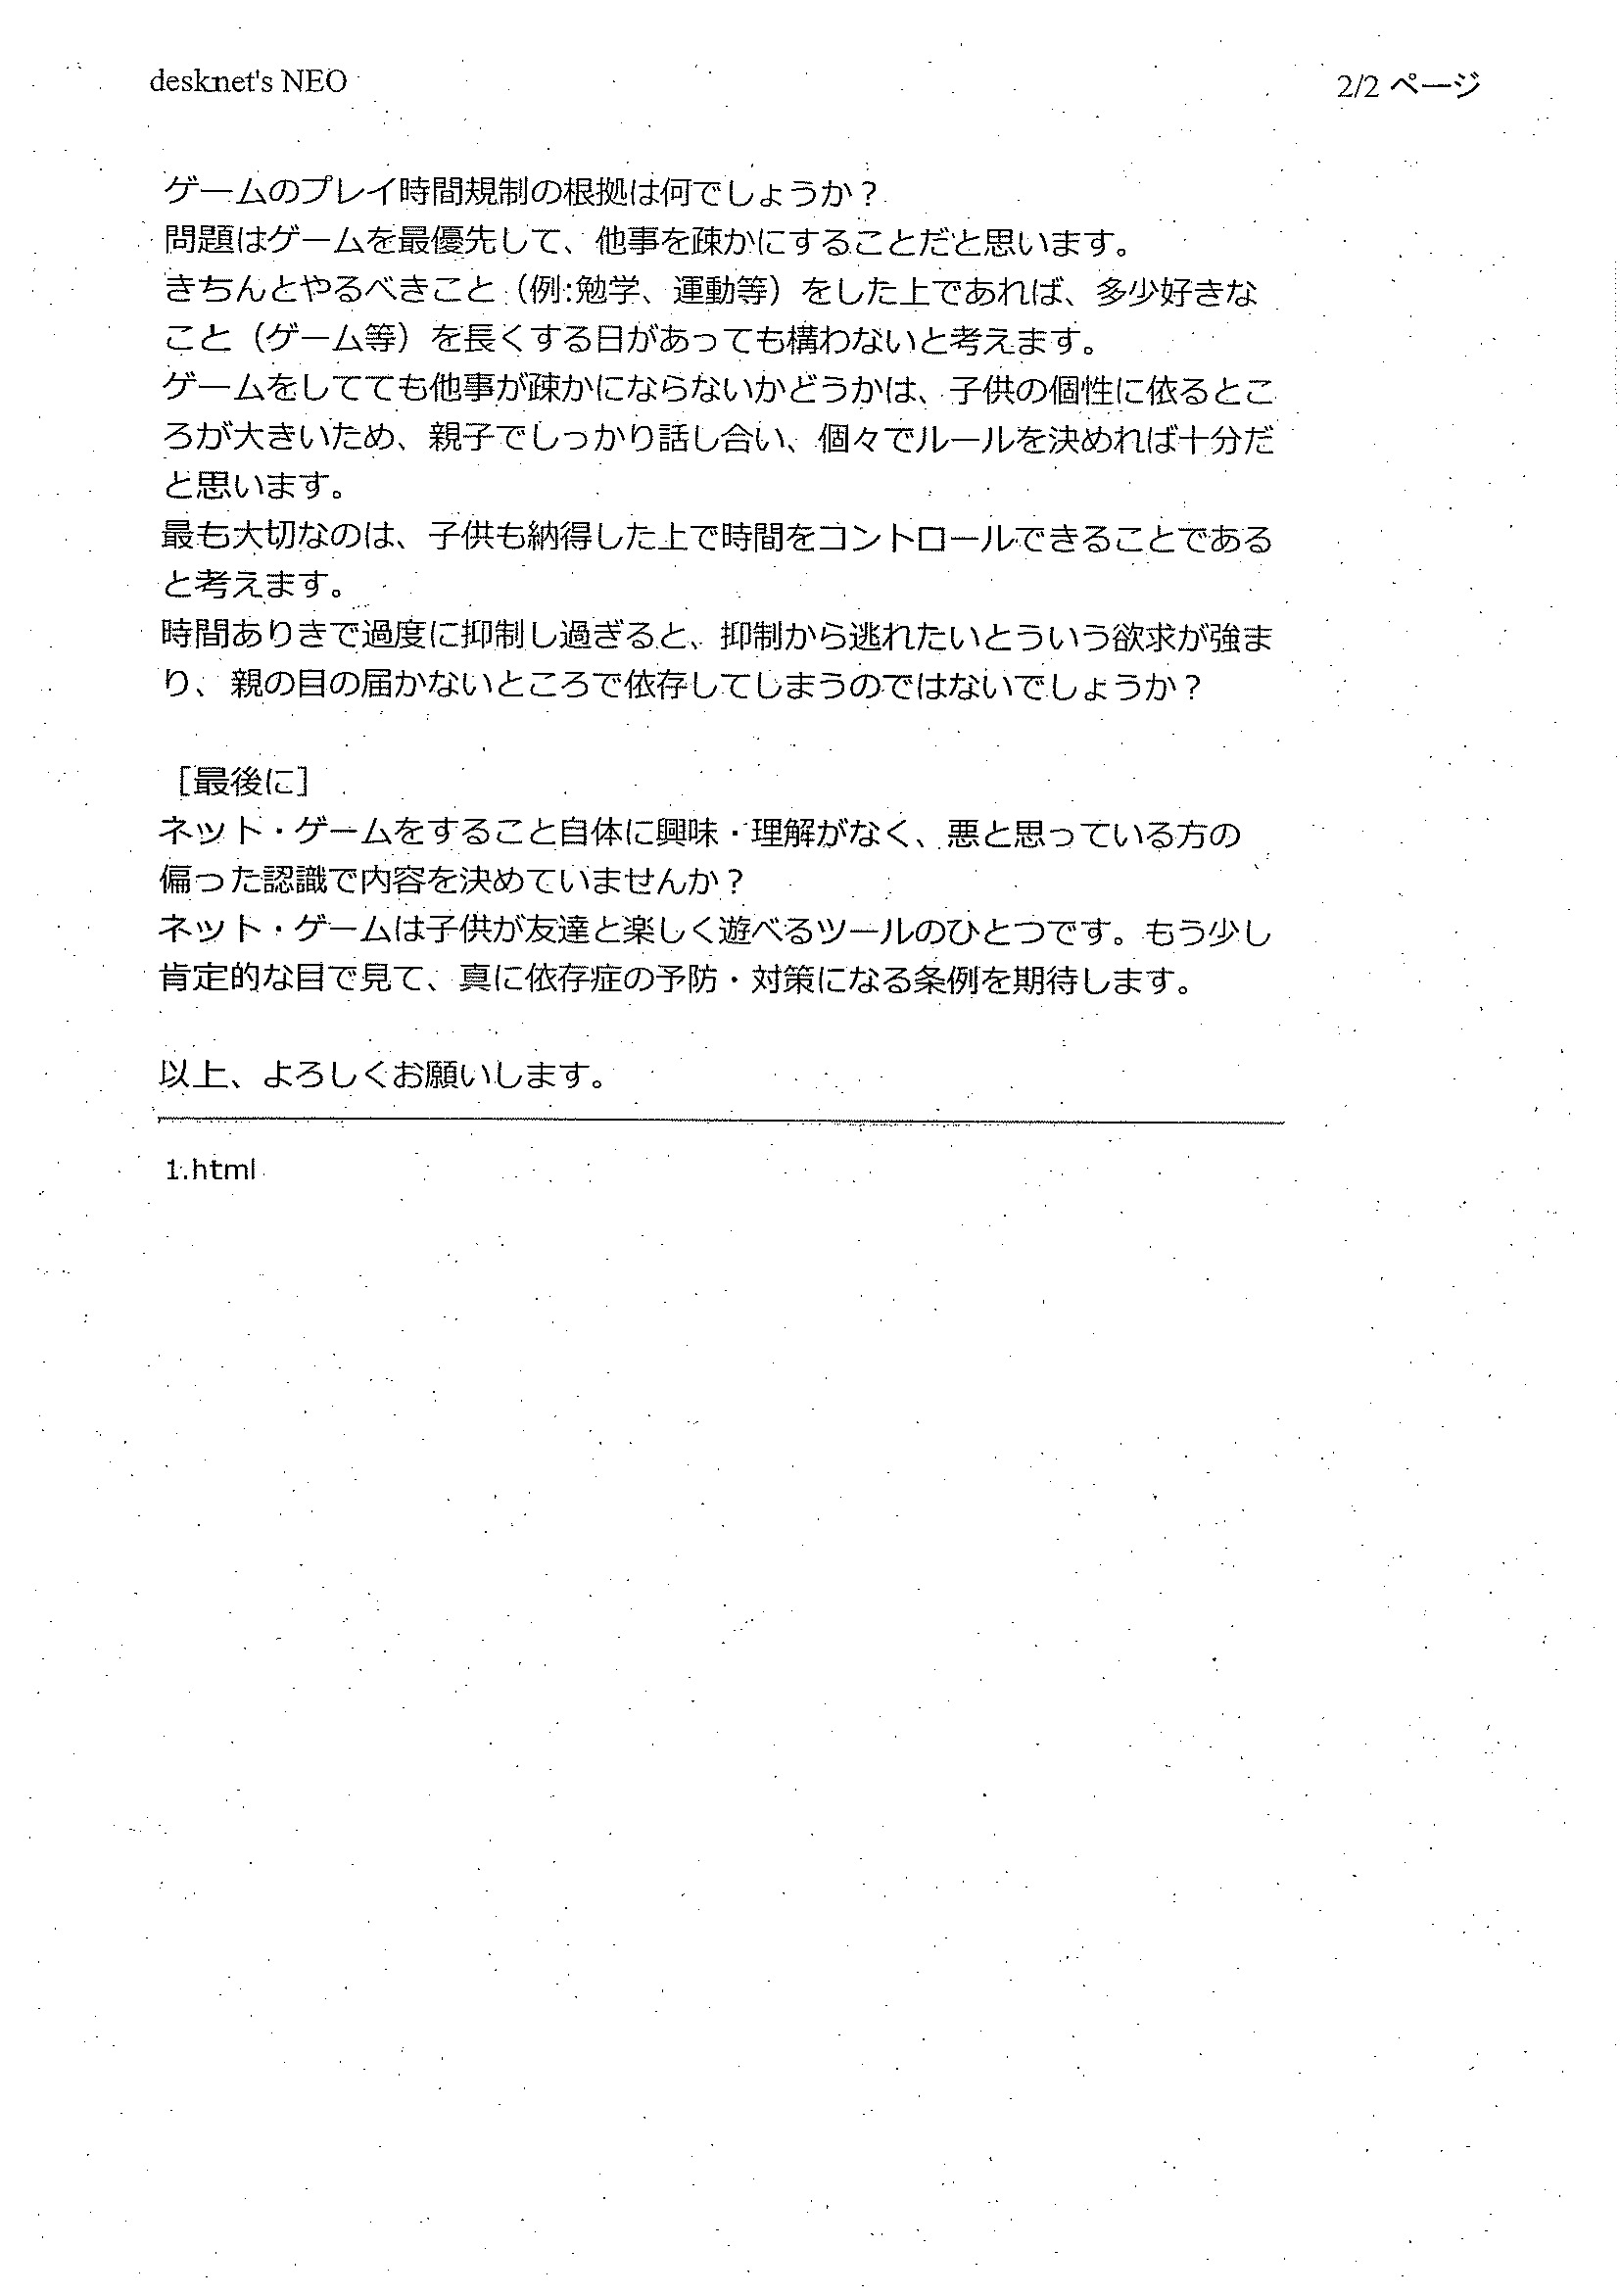 desknet's NEO
2/2 ページ
ゲームのプレイ時間規制の根拠は何でしょうか？
問題はゲームを最優先して、他事を疎かにすることだと思います。
きちんとやるべきこと（例:勉学、運動等）をした上であれば、多少好きな
こと（ゲーム等）を長くする日があっても構わないと考えます。
ゲームをしてても他事が疎かにならないかどうかは、子供の個性に依るとこ
ろが大きいため、親子でしっかり話し合い、個々でルールを決めれば十分だ
と思います。
最も大切なのは、子供も納得した上で時間をコントロールできることである
と考えます。
時間ありきで過度に抑制し過ぎると、抑制から逃れたいとういう欲求が強ま
り、親の目の届かないところで依存してしまうのではないでしょうか？
［最後に］
ネット・ゲームをすること自体に興味・理解がなく、悪と思っている方の
偏った認識で内容を決めていませんか？
ネット・ゲームは子供が友達と楽しく遊べるツールのひとつです。もう少し
肯定的な目で見て、真に依存症の予防・対策になる条例を期待します。
以上、よろしくお願いします。
1.html